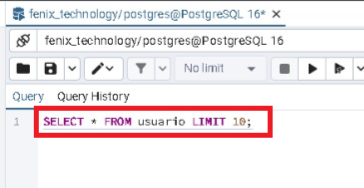 fenix_technology/postgres@PostgreSQL 16*
fenix_technology/postgres@PostgreSQL 16
No limit
Query Query History
1 SELECT * FROM usuario LIMIT 10;